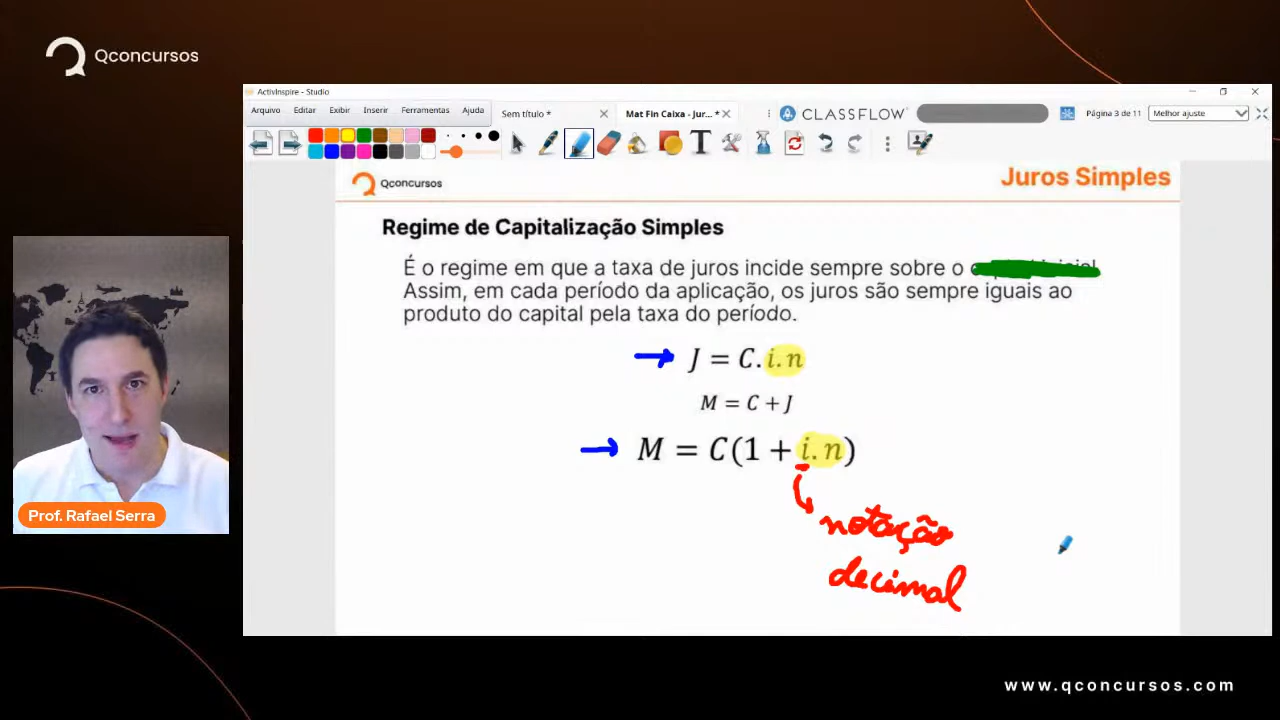 Qconcursos
ActivInspire - Studio
Arquivo Editar Exibir Inserir Ferramentas Ajuda
Sem título *
Mat Fin Caixa - Jur... *
CLASSFLOW
Página 3 de 11
Melhor ajuste
Qconcursos
Juros Simples
Regime de Capitalização Simples
É o regime em que a taxa de juros incide sempre sobre o
Assim, em cada período da aplicação, os juros são sempre iguais ao
produto do capital pela taxa do período.
J = C.i.n
M = C + J
M = C(1 + i.n)
notação
decimal
Prof. Rafael Serra
www.qconcursos.com